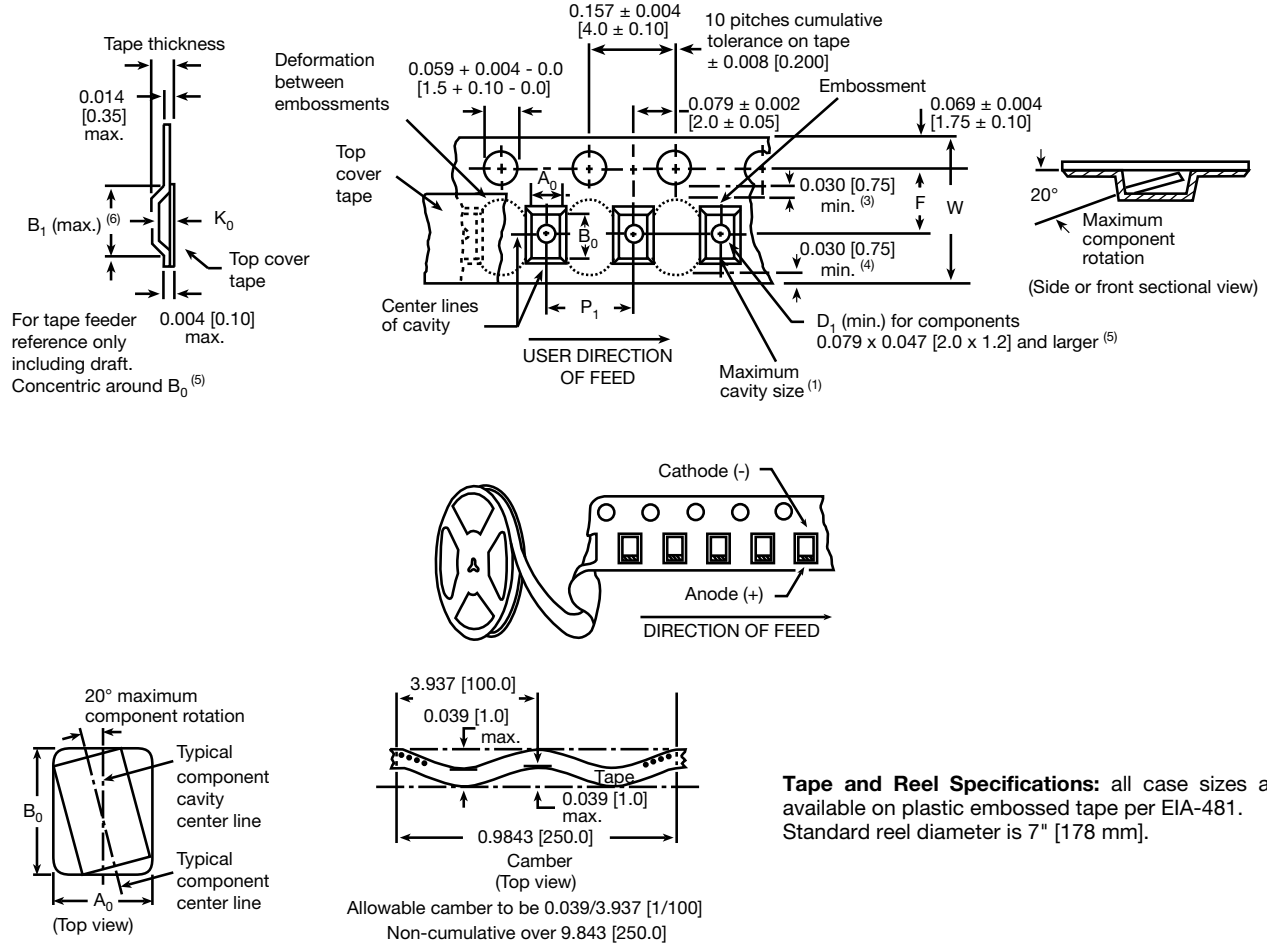 Tape thickness
0.014
[0.35]
max.
B1 (max.) (6)
K0
Top cover
tape
For tape feeder
reference only
including draft.
Concentric around B0 (5)
0.004 [0.10]
max.
Deformation
between
embossments
Top
cover
tape
0.059 + 0.004 - 0.0
[1.5 + 0.10 - 0.0]
0.157 ± 0.004
[4.0 ± 0.10]
10 pitches cumulative
tolerance on tape
± 0.008 [0.200]
0.079 ± 0.002
[2.0 ± 0.05]
Embossment
0.069 ± 0.004
[1.75 ± 0.10]
A0
B0
0.030 [0.75]
min. (3)
F
W
0.030 [0.75]
min. (4)
Center lines
of cavity
P1
USER DIRECTION
OF FEED
D1 (min.) for components
0.079 x 0.047 [2.0 x 1.2] and larger (5)
Maximum
cavity size (1)
20°
Maximum
component
rotation
(Side or front sectional view)
Cathode (-)
Anode (+)
DIRECTION OF FEED
20° maximum
component rotation
Typical
component
cavity
center line
B0
Typical
component
center line
A0
(Top view)
3.937 [100.0]
0.039 [1.0]
max.
Tape
0.039 [1.0]
max.
0.9843 [250.0]
Camber
(Top view)
Allowable camber to be 0.039/3.937 [1/100]
Non-cumulative over 9.843 [250.0]
Tape and Reel Specifications: all case sizes a
available on plastic embossed tape per EIA-481.
Standard reel diameter is 7" [178 mm].